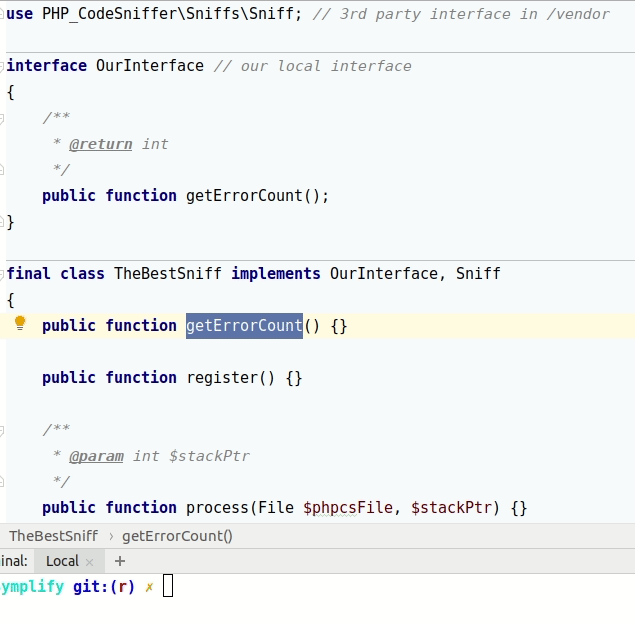 use PHP_CodeSniffer\Sniffs\Sniff; // 3rd party interface in /vendor
interface OurInterface // our local interface
{
/**
* @return int
*/
public function getErrorCount();
}
final class TheBestSniff implements OurInterface, Sniff
{
public function getErrorCount() {}
public function register() {}
/**
* @param int $stackPtr
*/
public function process(File $phpcsFile, $stackPtr) {}
TheBestSniff › getErrorCount()
inal: Local × +
ymplify git:(r) ✗